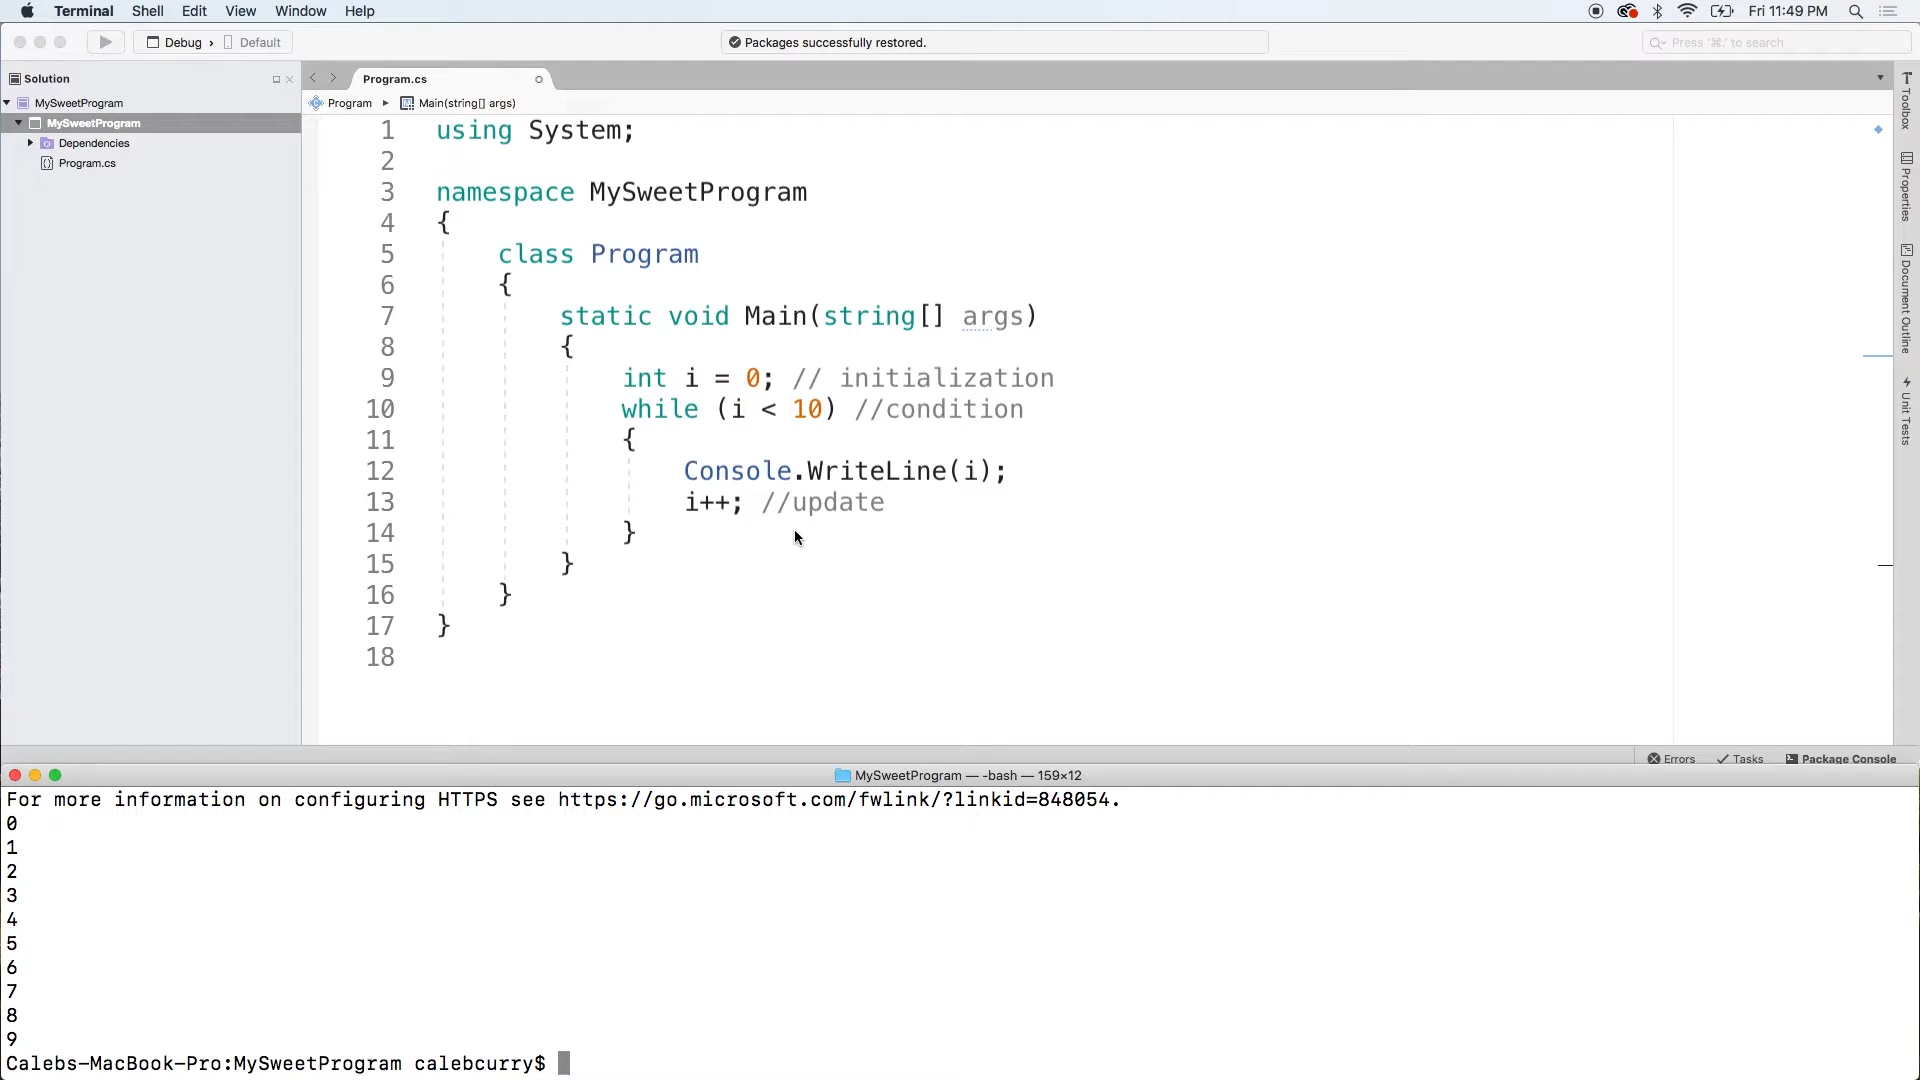 Terminal Shell Edit View Window Help Fri 11:49 PM
Debug › Default Packages successfully restored. Press '⌘.' to search
Solution Program.cs
MySweetProgram Program ▸ Main(string[] args)
MySweetProgram
Dependencies
Program.cs
1 using System;
2
3 namespace MySweetProgram
4 {
5 class Program
6 {
7 static void Main(string[] args)
8 {
9 int i = 0; // initialization
10 while (i < 10) //condition
11 {
12 Console.WriteLine(i);
13 i++; //update
14 }
15 }
16 }
17 }
18
Toolbox
Properties
Document Outline
Unit Tests
Errors Tasks Package Console
MySweetProgram — -bash — 159×12
For more information on configuring HTTPS see https://go.microsoft.com/fwlink/?linkid=848054.
0
1
2
3
4
5
6
7
8
9
Calebs-MacBook-Pro:MySweetProgram calebcurry$